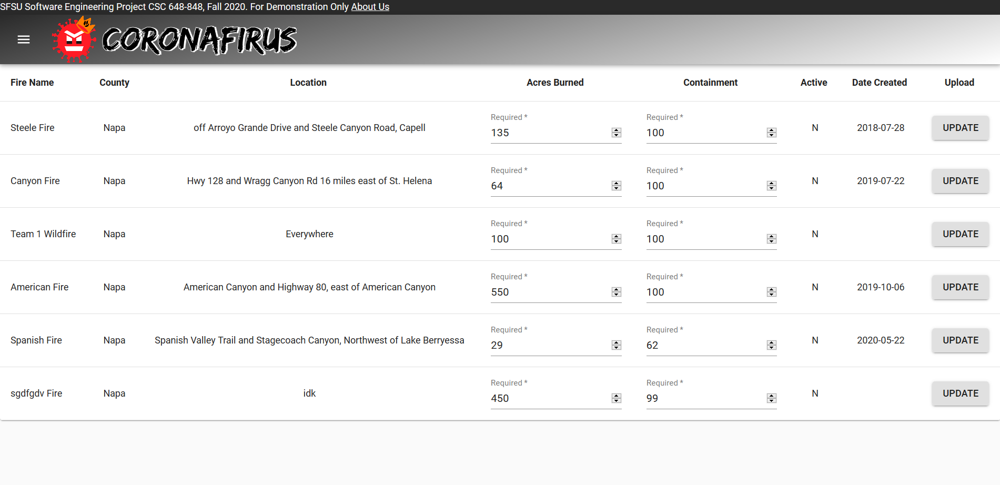 SFSU Software Engineering Project CSC 648-848, Fall 2020. For Demonstration Only About Us
CORONAFIRUS
Fire Name County Location Acres Burned Containment Active Date Created Upload
Required * Required *
Steele Fire Napa off Arroyo Grande Drive and Steele Canyon Road, Capell 135 100 N 2018-07-28 UPDATE
Required * Required *
Canyon Fire Napa Hwy 128 and Wragg Canyon Rd 16 miles east of St. Helena 64 100 N 2019-07-22 UPDATE
Required * Required *
Team 1 Wildfire Napa Everywhere 100 100 N UPDATE
Required * Required *
American Fire Napa American Canyon and Highway 80, east of American Canyon 550 100 N 2019-10-06 UPDATE
Required * Required *
Spanish Fire Napa Spanish Valley Trail and Stagecoach Canyon, Northwest of Lake Berryessa 29 62 N 2020-05-22 UPDATE
Required * Required *
sgdfgdv Fire Napa idk 450 99 N UPDATE